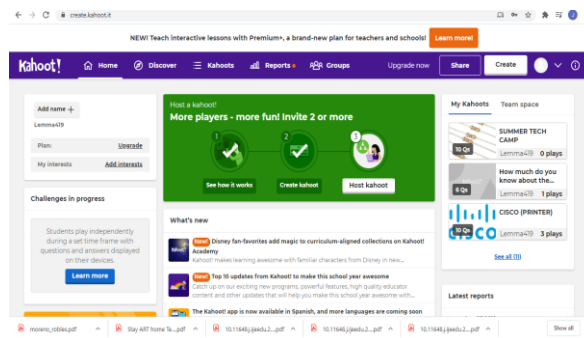 create.kahoot.it
NEW! Teach interactive lessons with Premium+, a brand-new plan for teachers and schools!
Learn more!
Kahoot!
Home
Discover
Kahoots
Reports
Groups
Upgrade now
Share
Create
Add name +
Lemma419
Plan:
Upgrade
My interests
Add interests
Challenges in progress
Students play independently
during a set time frame with
questions and answers displayed
on their devices.
Learn more
Host a kahoot!
More players - more fun! Invite 2 or more
1
2
3
See how it works
Create kahoot
Host kahoot
What's new
New! Disney fan-favorites add magic to curriculum-aligned collections on Kahoot!
Academy
Kahoot! makes learning awesome with familiar characters from Disney in new...
New! Top 10 updates from Kahoot! to make this school year awesome
Catch up on our exciting new programs, powerful features, high quality educator
content and other updates that will help you make this school year awesome with...
The Kahoot! app is now available in Spanish, and more languages are coming soon
My Kahoots
Team space
10 Qs
SUMMER TECH
CAMP
Lemma419
0 plays
6 Qs
How much do you
know about the...
Lemma419
1 plays
CISCO
10 Qs
CISCO (PRINTER)
Lemma419
3 plays
See all (11)
Latest reports
moreno_robles.pdf
Stay ART home Te....pdf
10.11648.j.ijeedu.2....pdf
10.11648.j.ijeedu.2....pdf
10.11648.j.ijeedu.2....pdf
Show all